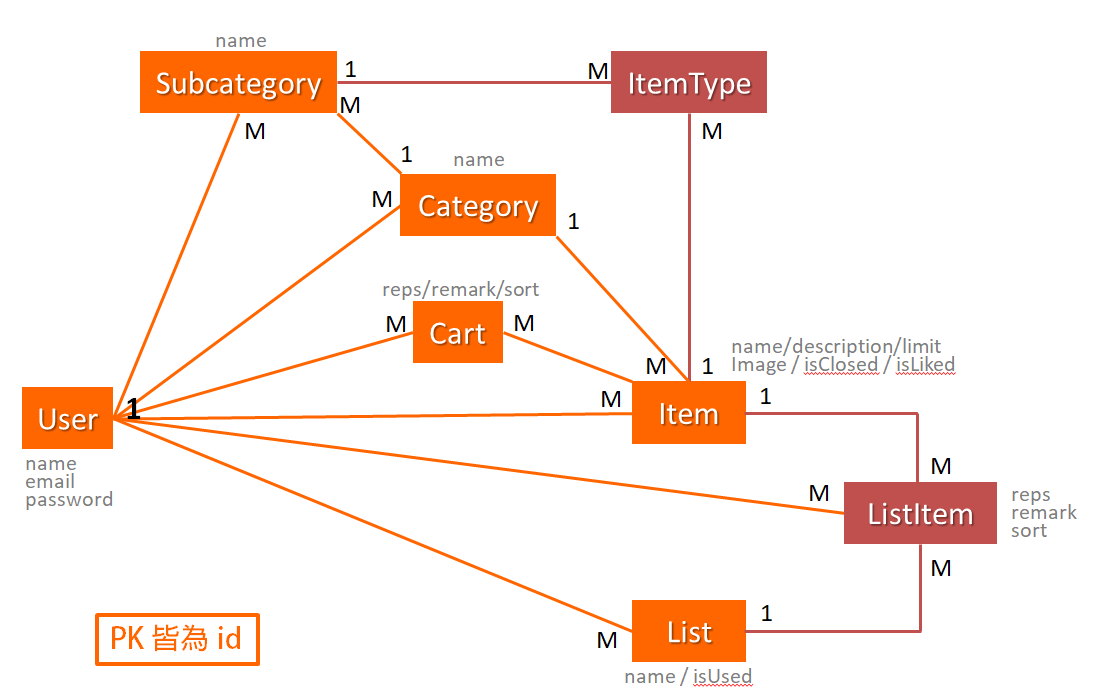 name
Subcategory
1
M
ItemType
M
M
M
1
name
M
Category
1
reps/remark/sort
M
Cart
M
name/description/limit
Image / isClosed / isLiked
M
1
User
1
M
Item
1
name
email
password
M
M
ListItem
reps
remark
sort
M
PK 皆為 id
M
List
1
name / isUsed